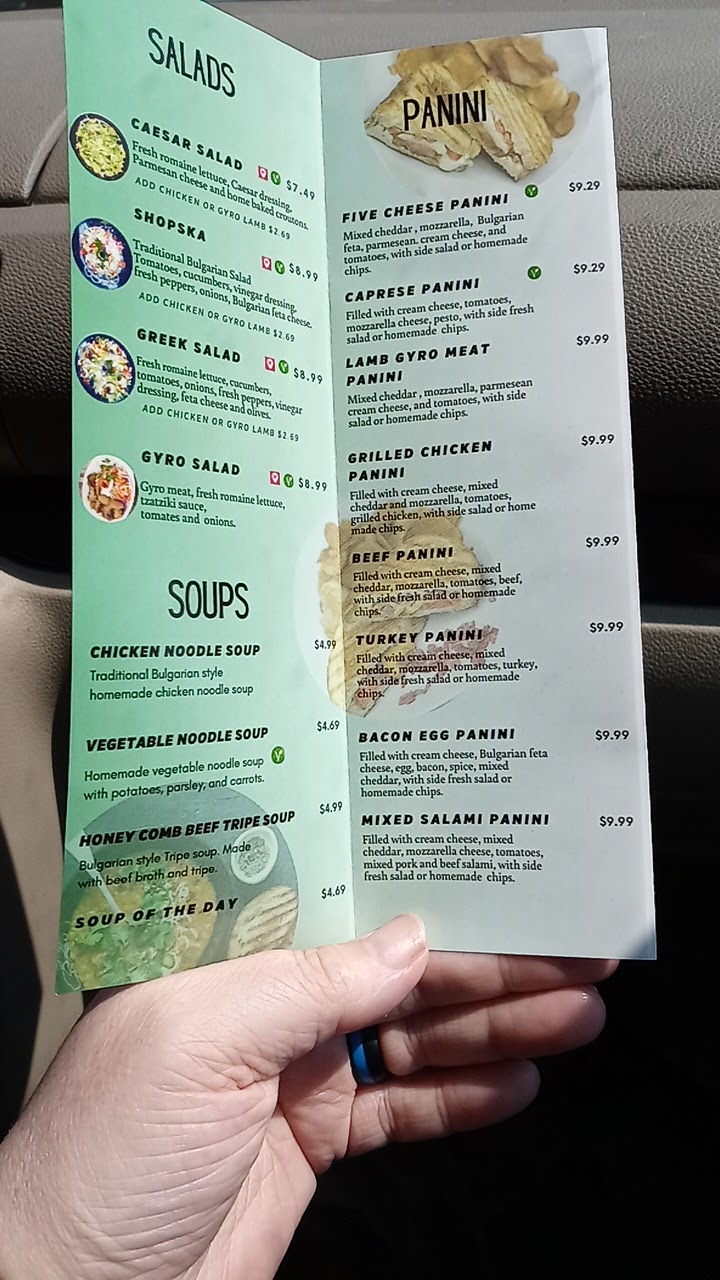 SALADS
CAESAR SALAD $7.49
Fresh romaine lettuce, Caesar dressing,
Parmesan cheese and home baked croutons.
ADD CHICKEN OR GYRO LAMB $2.69
SHOPSKA
Traditional Bulgarian Salad $8.99
Tomatoes, cucumbers, vinegar dressing,
fresh peppers, onions, Bulgarian feta cheese.
ADD CHICKEN OR GYRO LAMB $2.69
GREEK SALAD $8.99
Fresh romaine lettuce, cucumbers,
tomatoes, onions, fresh peppers, vinegar
dressing, feta cheese and olives.
ADD CHICKEN OR GYRO LAMB $2.69
GYRO SALAD $8.99
Gyro meat, fresh romaine lettuce,
tzatziki sauce,
tomates and onions.
SOUPS
CHICKEN NOODLE SOUP $4.99
Traditional Bulgarian style
homemade chicken noodle soup
VEGETABLE NOODLE SOUP $4.69
Homemade vegetable noodle soup
with potatoes, parsley, and carrots.
HONEY COMB BEEF TRIPE SOUP $4.99
Bulgarian style Tripe soup. Made
with beef broth and tripe.
SOUP OF THE DAY $4.69
PANINI
FIVE CHEESE PANINI $9.29
Mixed cheddar , mozzarella, Bulgarian
feta, parmesean. cream cheese, and
tomatoes, with side salad or homemade
chips.
CAPRESE PANINI $9.29
Filled with cream cheese, tomatoes,
mozzarella cheese, pesto, with side fresh
salad or homemade chips.
LAMB GYRO MEAT $9.99
PANINI
Mixed cheddar , mozzarella, parmesean
cream cheese, and tomatoes, with side
salad or homemade chips.
GRILLED CHICKEN $9.99
PANINI
Filled with cream cheese, mixed
cheddar and mozzarella, tomatoes,
grilled chicken, with side salad or home
made chips.
BEEF PANINI $9.99
Filled with cream cheese, mixed
cheddar, mozzarella, tomatoes, beef,
with side fresh salad or homemade
chips.
TURKEY PANINI $9.99
Filled with cream cheese, mixed
cheddar, mozzarella, tomatoes, turkey,
with side fresh salad or homemade
chips.
BACON EGG PANINI $9.99
Filled with cream cheese, Bulgarian feta
cheese, egg, bacon, spice, mixed
cheddar, with side fresh salad or
homemade chips.
MIXED SALAMI PANINI $9.99
Filled with cream cheese, mixed
cheddar, mozzarella cheese, tomatoes,
mixed pork and beef salami, with side
fresh salad or homemade chips.